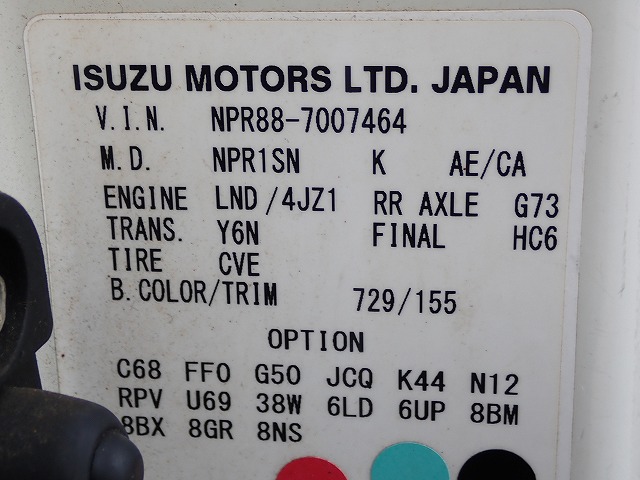 ISUZU MOTORS LTD. JAPAN
V.I.N. NPR88-7007464
M.D. NPR1SN K AE/CA
ENGINE LND/4JZ1 RR AXLE G73
TRANS. Y6N FINAL HC6
TIRE CVE
B.COLOR/TRIM 729/155
OPTION
C68 FF0 G50 JCQ K44 N12
RPV U69 38W 6LD 6UP 8BM
8BX 8GR 8NS